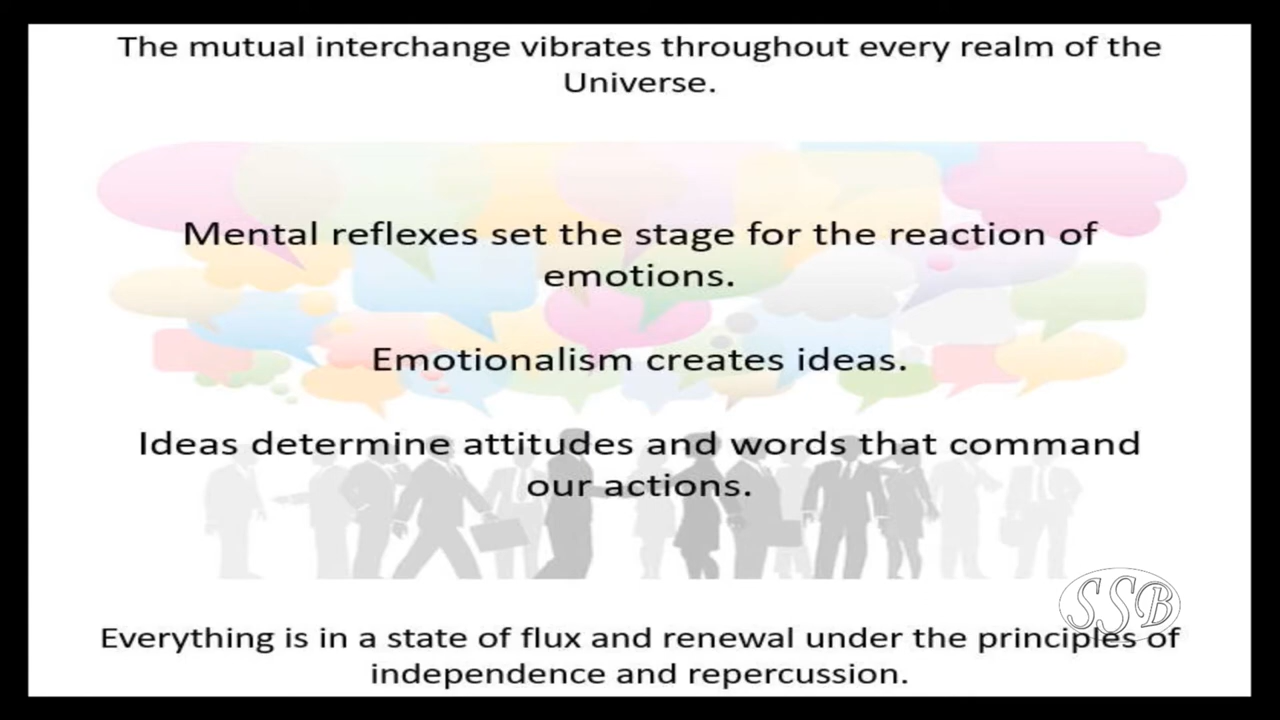 The mutual interchange vibrates throughout every realm of the
Universe.
Mental reflexes set the stage for the reaction of
emotions.
Emotionalism creates ideas.
Ideas determine attitudes and words that command
our actions.
SSB
Everything is in a state of flux and renewal under the principles of
independence and repercussion.